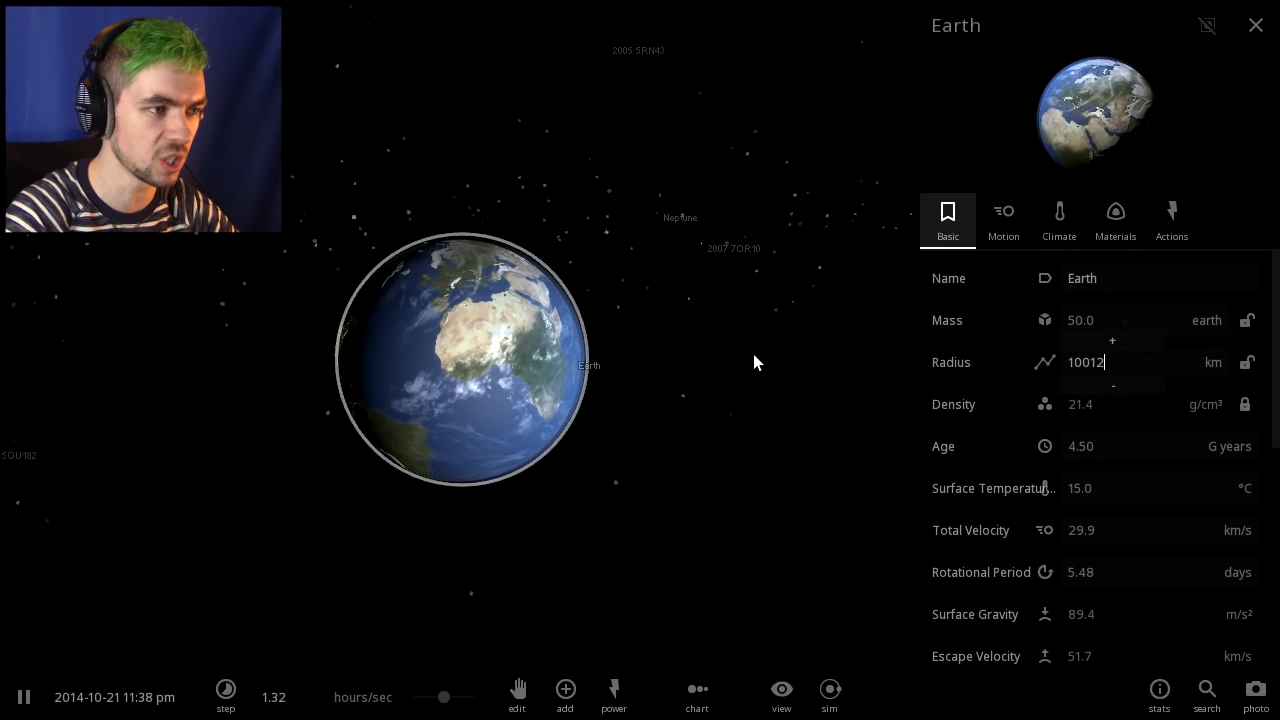 Earth
2005 SRN43
Neptune
2007 7OR10
Earth
SQU182
Basic
Motion
Climate
Materials
Actions
Name Earth
Mass 50.0 earth
+
Radius 10012 km
-
Density 21.4 g/cm³
Age 4.50 G years
Surface Temperatur... 15.0 °C
Total Velocity 29.9 km/s
Rotational Period 5.48 days
Surface Gravity 89.4 m/s²
Escape Velocity 51.7 km/s
2014-10-21 11:38 pm
step
1.32 hours/sec
edit
add
power
chart
view
sim
stats
search
photo